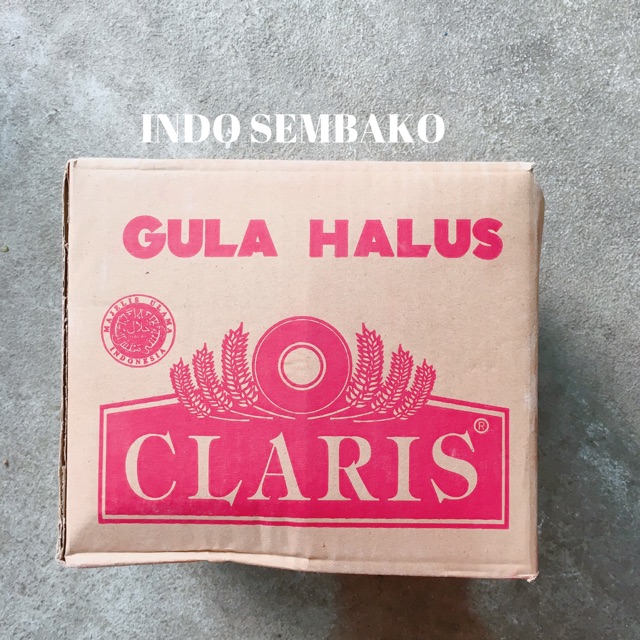 INDO SEMBAKO
GULA HALUS
MAJELIS ULAMA
INDONESIA
CLARIS®